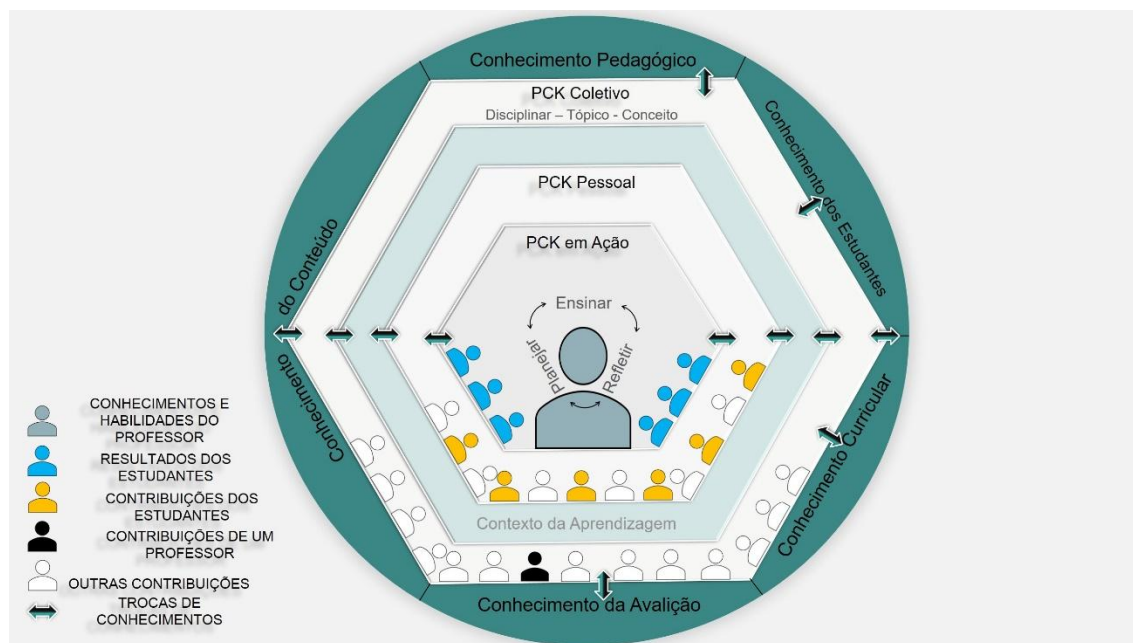 Conhecimento Pedagógico
PCK Coletivo
Disciplinar – Tópico - Conceito
Conhecimento dos Estudantes
PCK Pessoal
PCK em Ação
Ensinar
Planejar
Refletir
Conhecimento
do Conteúdo
Conhecimento Curricular
Contexto da Aprendizagem
Conhecimento da Avalição
CONHECIMENTOS E
HABILIDADES DO
PROFESSOR
RESULTADOS DOS
ESTUDANTES
CONTRIBUIÇÕES DOS
ESTUDANTES
CONTRIBUIÇÕES DE UM
PROFESSOR
OUTRAS CONTRIBUIÇÕES
TROCAS DE
CONHECIMENTOS